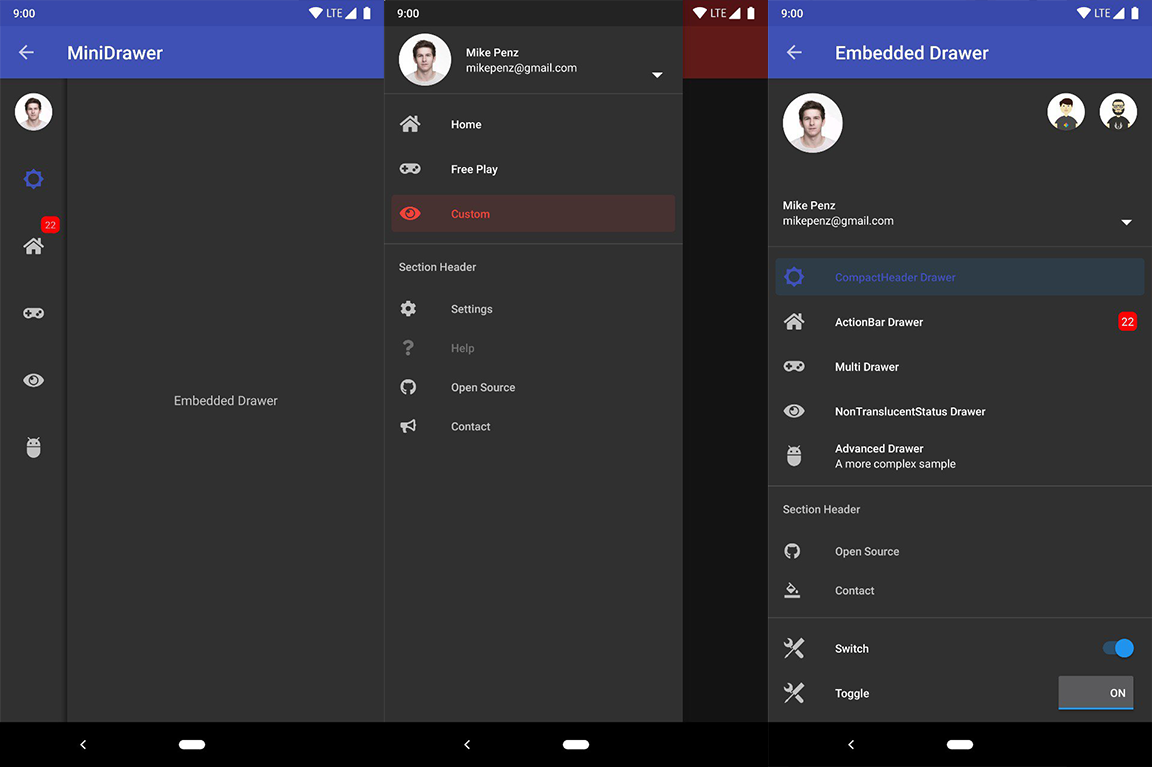 9:00
LTE
MiniDrawer
22
Embedded Drawer
9:00
LTE
Mike Penz
mikepenz@gmail.com
Home
Free Play
Custom
Section Header
Settings
Help
Open Source
Contact
9:00
LTE
Embedded Drawer
Mike Penz
mikepenz@gmail.com
CompactHeader Drawer
ActionBar Drawer
22
Multi Drawer
NonTranslucentStatus Drawer
Advanced Drawer
A more complex sample
Section Header
Open Source
Contact
Switch
Toggle
ON